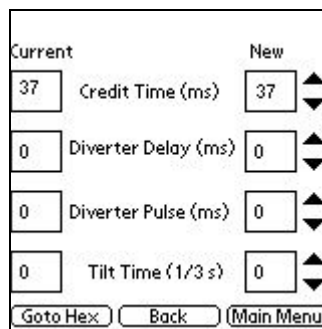 Current New
37 Credit Time (ms) 37
0 Diverter Delay (ms) 0
0 Diverter Pulse (ms) 0
0 Tilt Time (1/3 s) 0
Goto Hex Back Main Menu